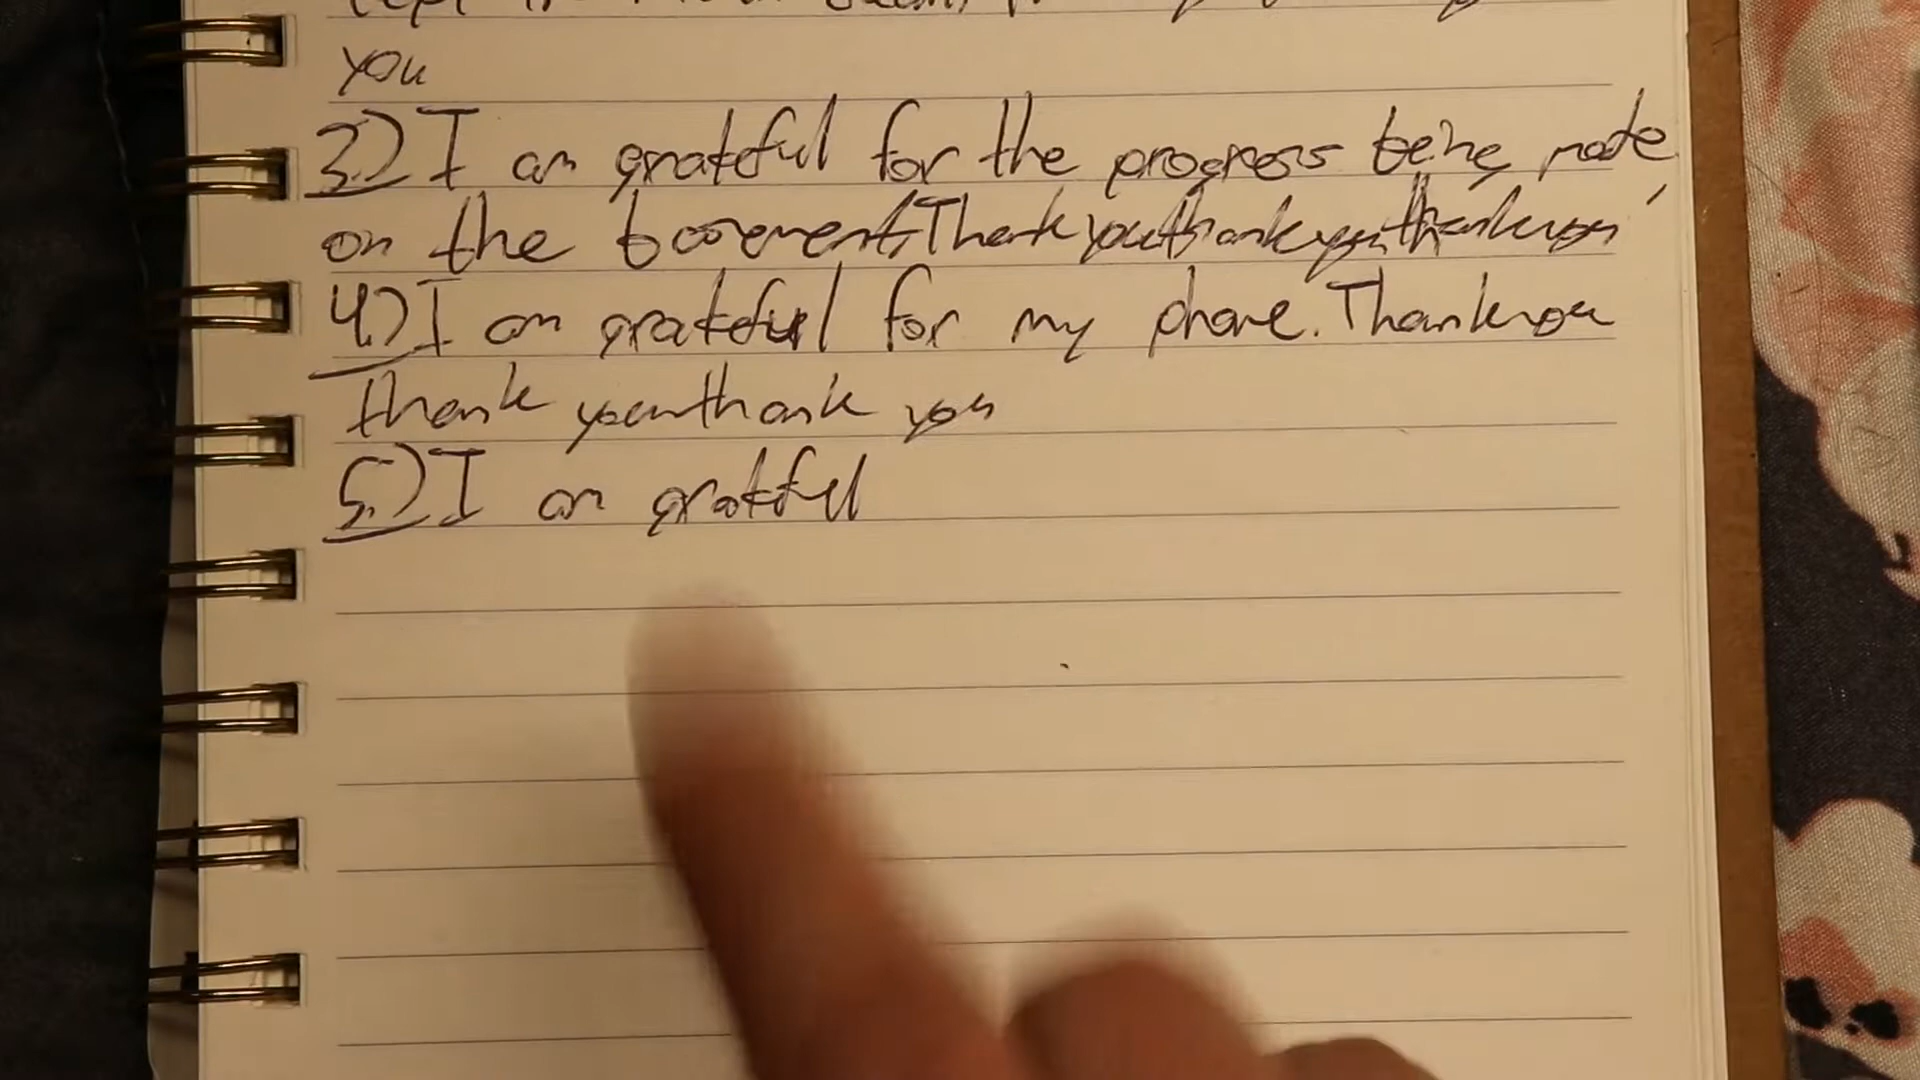 you
3.) I am grateful for the progress being made
on the basement. Thank you thank you thank you
4.) I am grateful for my phone. Thank you
thank you thank you
5.) I am grateful